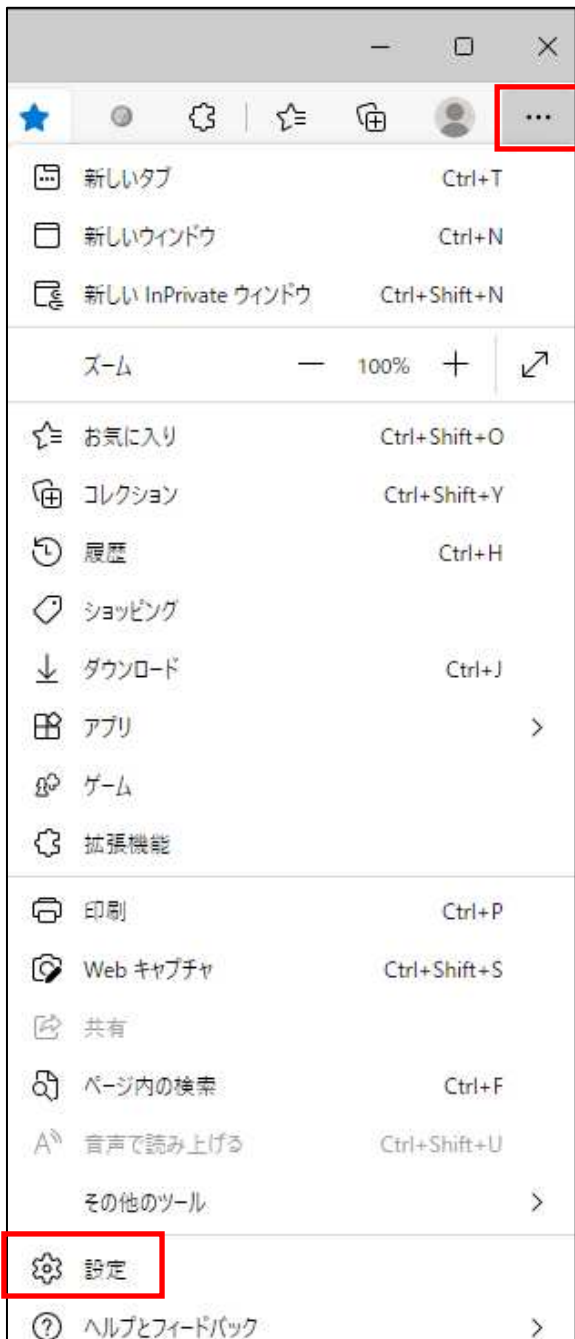 新しいタブ Ctrl+T
新しいウィンドウ Ctrl+N
新しい InPrivate ウィンドウ Ctrl+Shift+N
ズーム — 100% +
お気に入り Ctrl+Shift+O
コレクション Ctrl+Shift+Y
履歴 Ctrl+H
ショッピング
ダウンロード Ctrl+J
アプリ
ゲーム
拡張機能
印刷 Ctrl+P
Web キャプチャ Ctrl+Shift+S
共有
ページ内の検索 Ctrl+F
音声で読み上げる Ctrl+Shift+U
その他のツール
設定
ヘルプとフィードバック